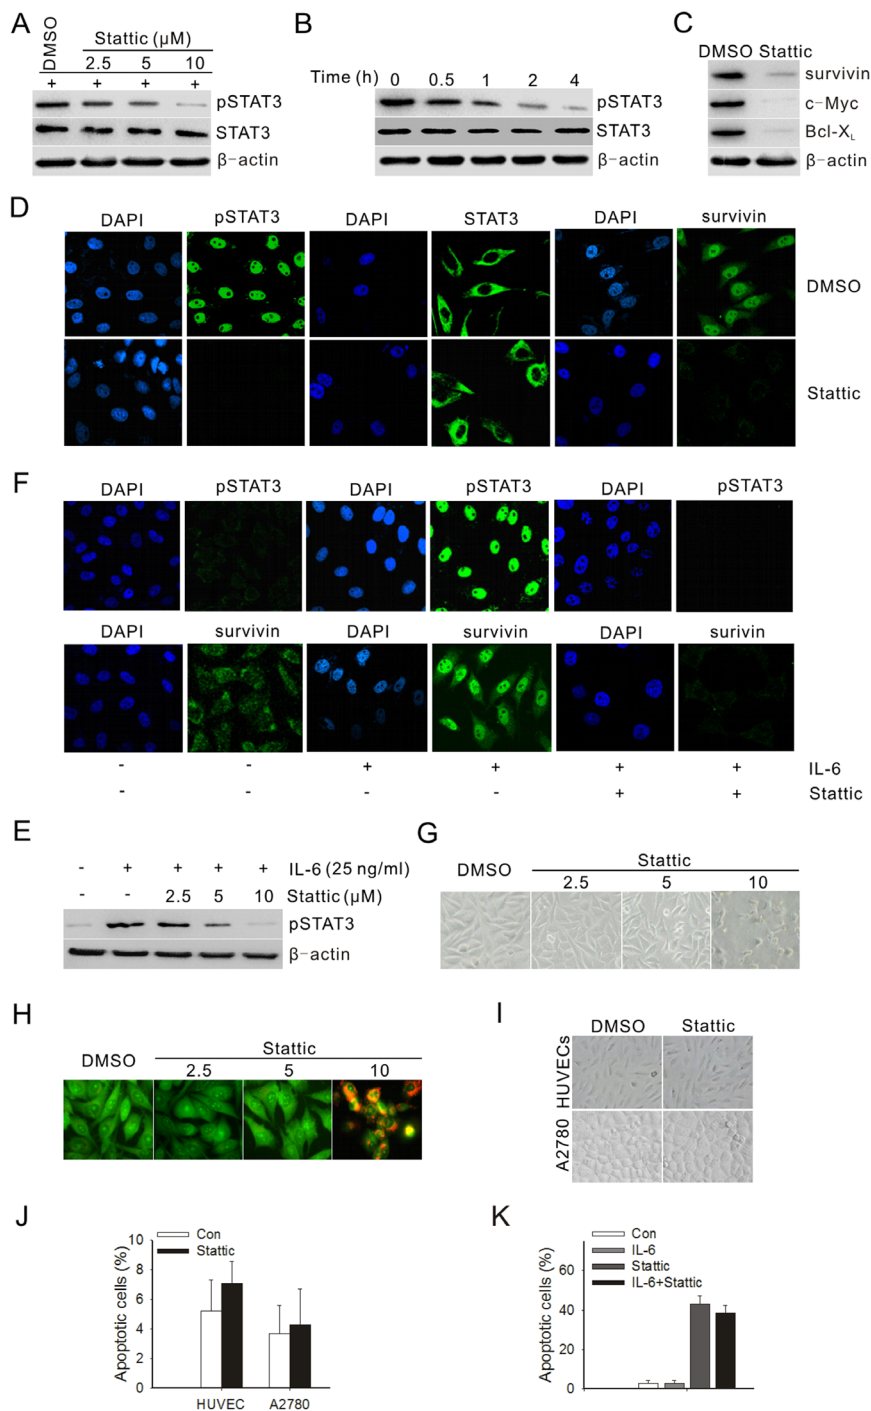 A
DMSO
Stattic (μM)
2.5 5 10
+ + + +
pSTAT3
STAT3
β-actin
B
Time (h) 0 0.5 1 2 4
pSTAT3
STAT3
β-actin
C
DMSO Stattic
survivin
c-Myc
Bcl-XL
β-actin
D
DAPI pSTAT3 DAPI STAT3 DAPI survivin
DMSO
Stattic
F
DAPI pSTAT3 DAPI pSTAT3 DAPI pSTAT3
DAPI survivin DAPI survivin DAPI surivin
- - + + + + IL-6
- - - - + + Stattic
E
- + + + + IL-6 (25 ng/ml)
- - 2.5 5 10 Stattic (μM)
pSTAT3
β-actin
G
DMSO Stattic
2.5 5 10
H
DMSO Stattic
2.5 5 10
I
DMSO Stattic
HUVECs
A2780
J
Con
Stattic
Apoptotic cells (%)
10
8
6
4
2
0
HUVEC A2780
K
Con
IL-6
Stattic
IL-6+Stattic
Apoptotic cells (%)
60
40
20
0